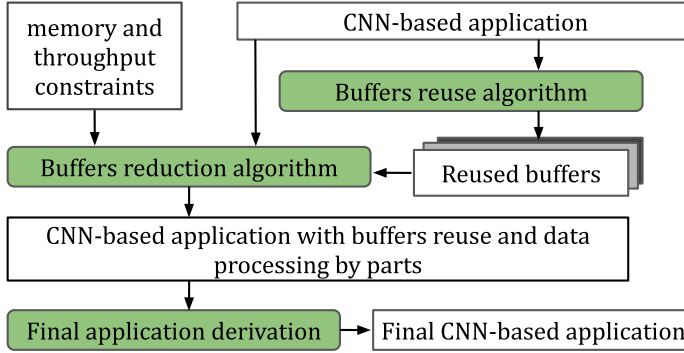 memory and
throughput
constraints
CNN-based application
Buffers reuse algorithm
Buffers reduction algorithm
Reused buffers
CNN-based application with buffers reuse and data
processing by parts
Final application derivation
Final CNN-based application